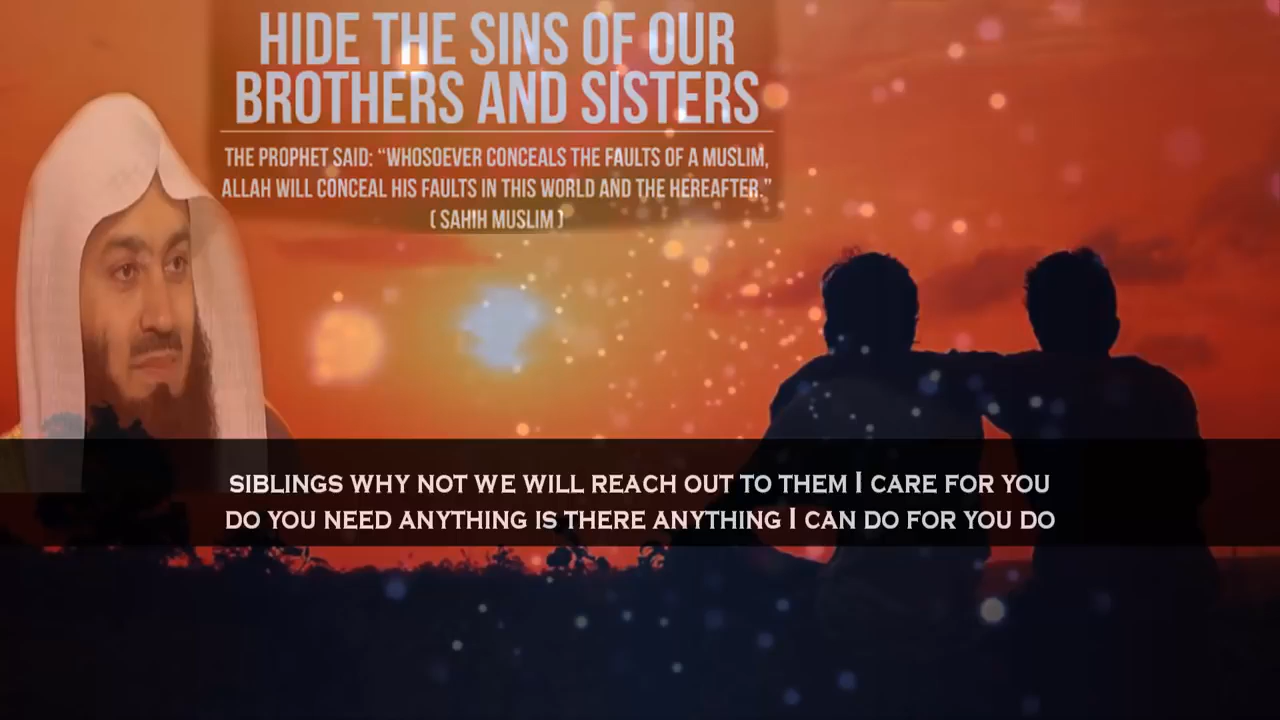 HIDE THE SINS OF OUR
BROTHERS AND SISTERS
THE PROPHET SAID: “WHOSOEVER CONCEALS THE FAULTS OF A MUSLIM,
ALLAH WILL CONCEAL HIS FAULTS IN THIS WORLD AND THE HEREAFTER.”
( SAHIH MUSLIM )
SIBLINGS WHY NOT WE WILL REACH OUT TO THEM I CARE FOR YOU
DO YOU NEED ANYTHING IS THERE ANYTHING I CAN DO FOR YOU DO